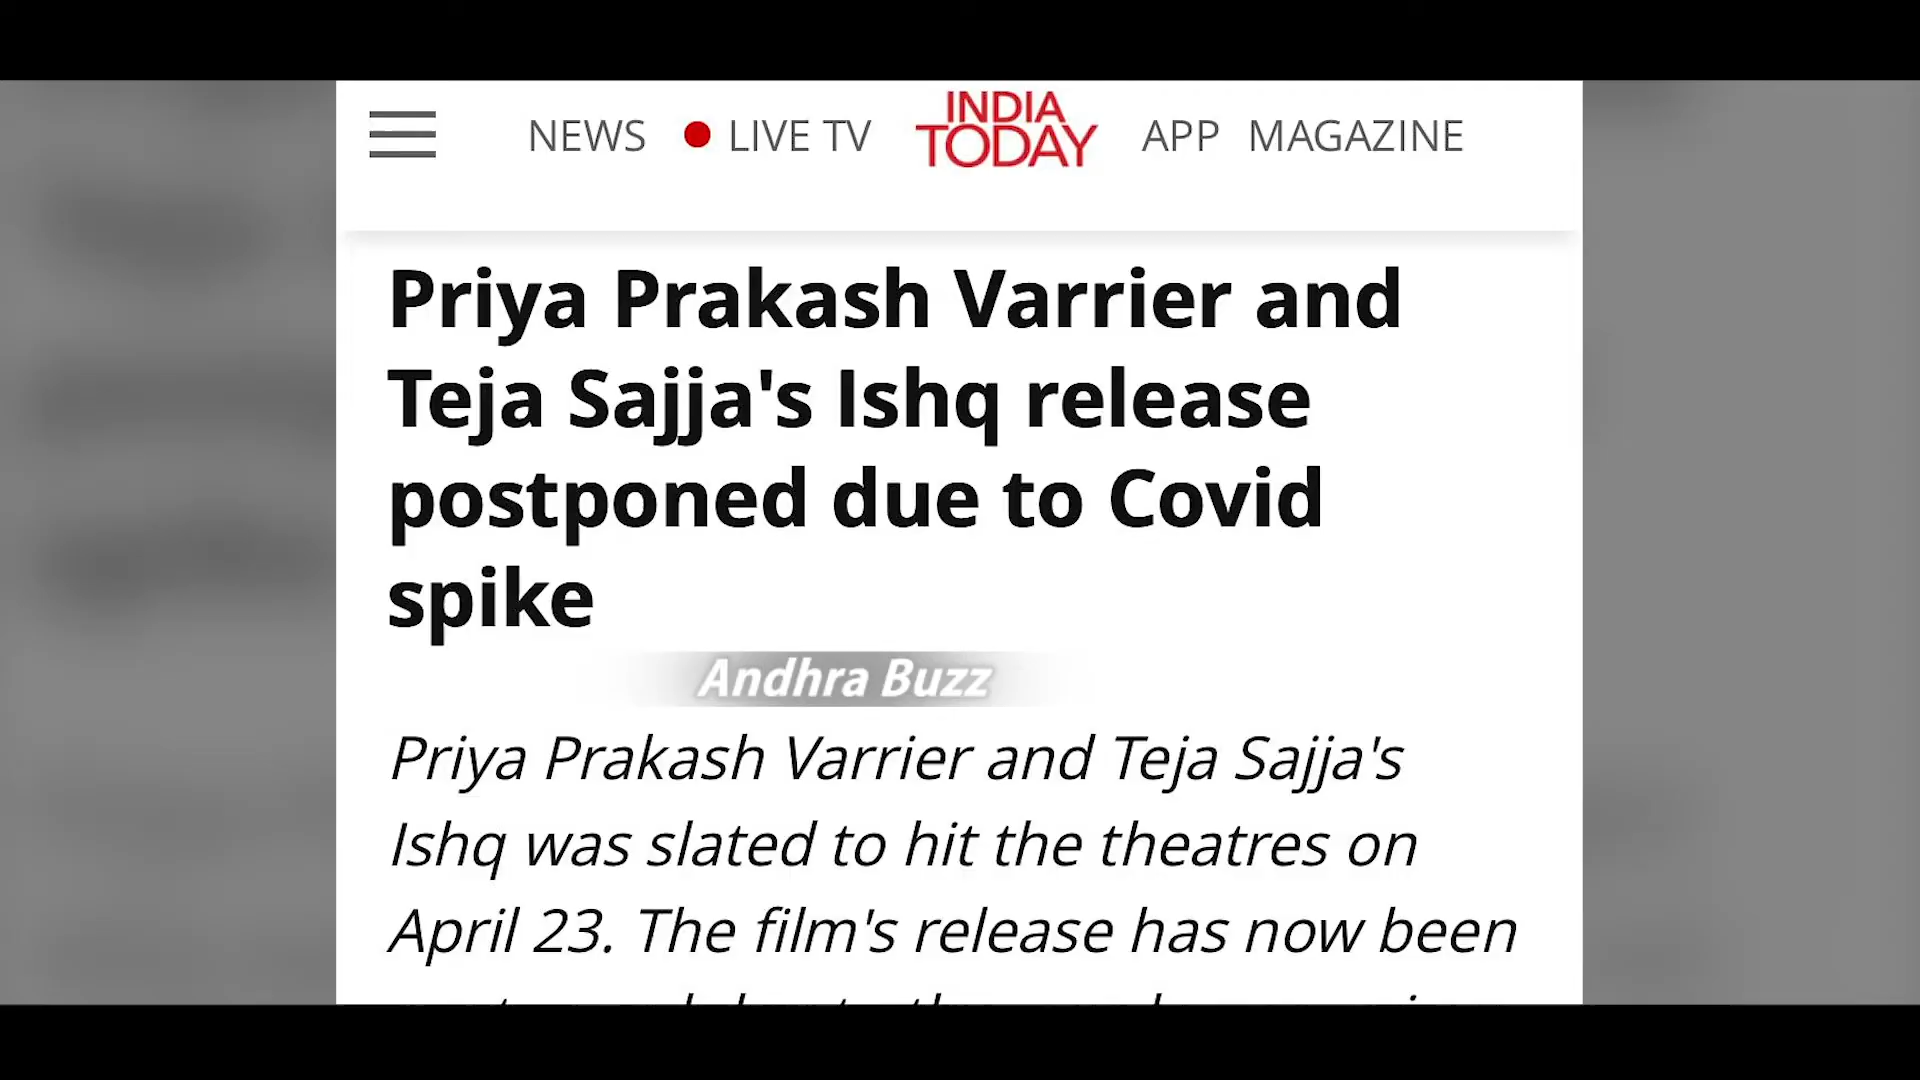 NEWS LIVE TV INDIA TODAY APP MAGAZINE
Priya Prakash Varrier and
Teja Sajja's Ishq release
postponed due to Covid
spike
Andhra Buzz
Priya Prakash Varrier and Teja Sajja's
Ishq was slated to hit the theatres on
April 23. The film's release has now been